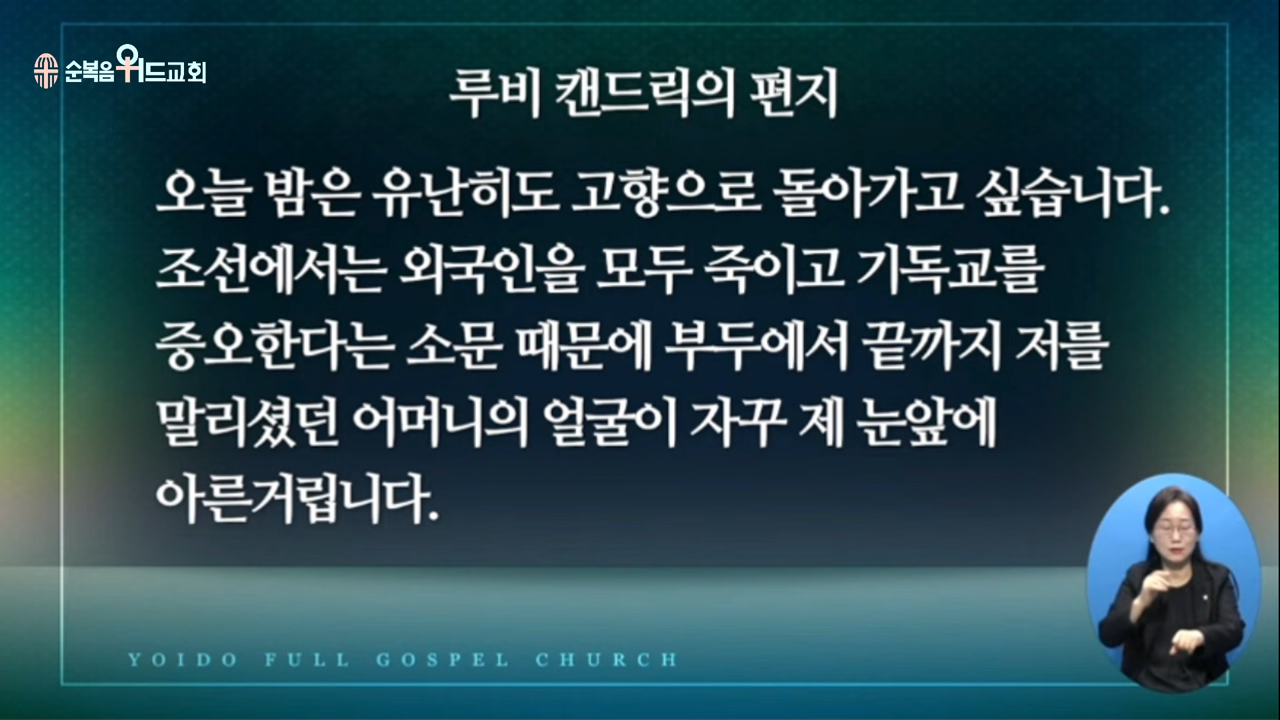 순복음위드교회
루비 캔드릭의 편지
오늘 밤은 유난히도 고향으로 돌아가고 싶습니다.
조선에서는 외국인을 모두 죽이고 기독교를
증오한다는 소문 때문에 부두에서 끝까지 저를
말리셨던 어머니의 얼굴이 자꾸 제 눈앞에
아른거립니다.
YOIDO FULL GOSPEL CHURCH